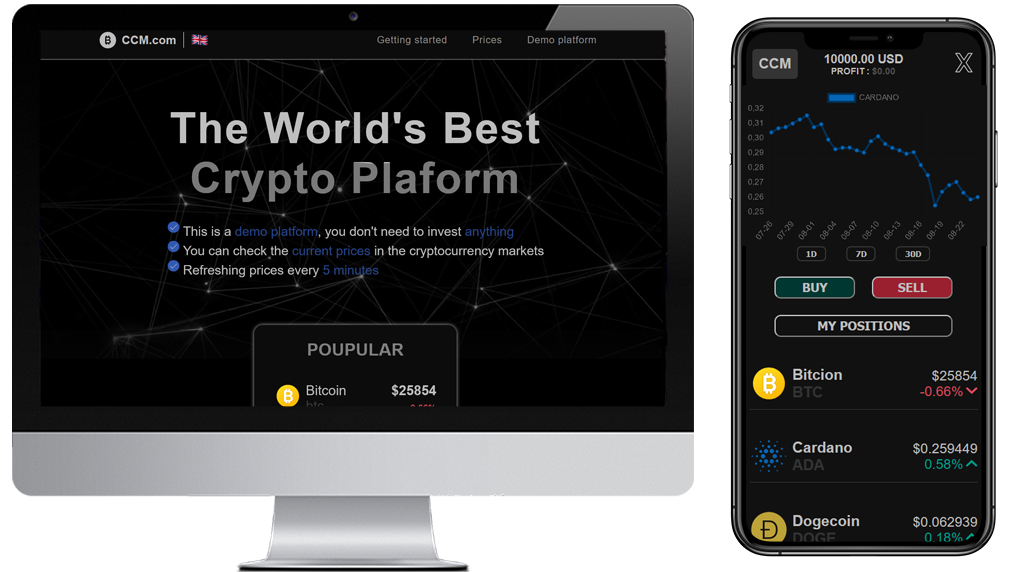 CCM.com
Getting started
Prices
Demo platform
The World's Best
Crypto Plaform
This is a demo platform, you don't need to invest anything
You can check the current prices in the cryptocurrency markets
Refreshing prices every 5 minutes
POUPULAR
Bitcoin
$25854
btc
CCM
10000.00 USD
PROFIT : $0.00
X
CARDANO
0,32
0,31
0,30
0,29
0,28
0,27
0,26
0,25
07-26
07-29
08-01
08-04
08-07
08-10
08-13
08-16
08-19
08-22
1D
7D
30D
BUY
SELL
MY POSITIONS
Bitcion
$25854
BTC
-0.66%
Cardano
$0.259449
ADA
0.58%
Dogecoin
$0.062939
DOGE
0.18%